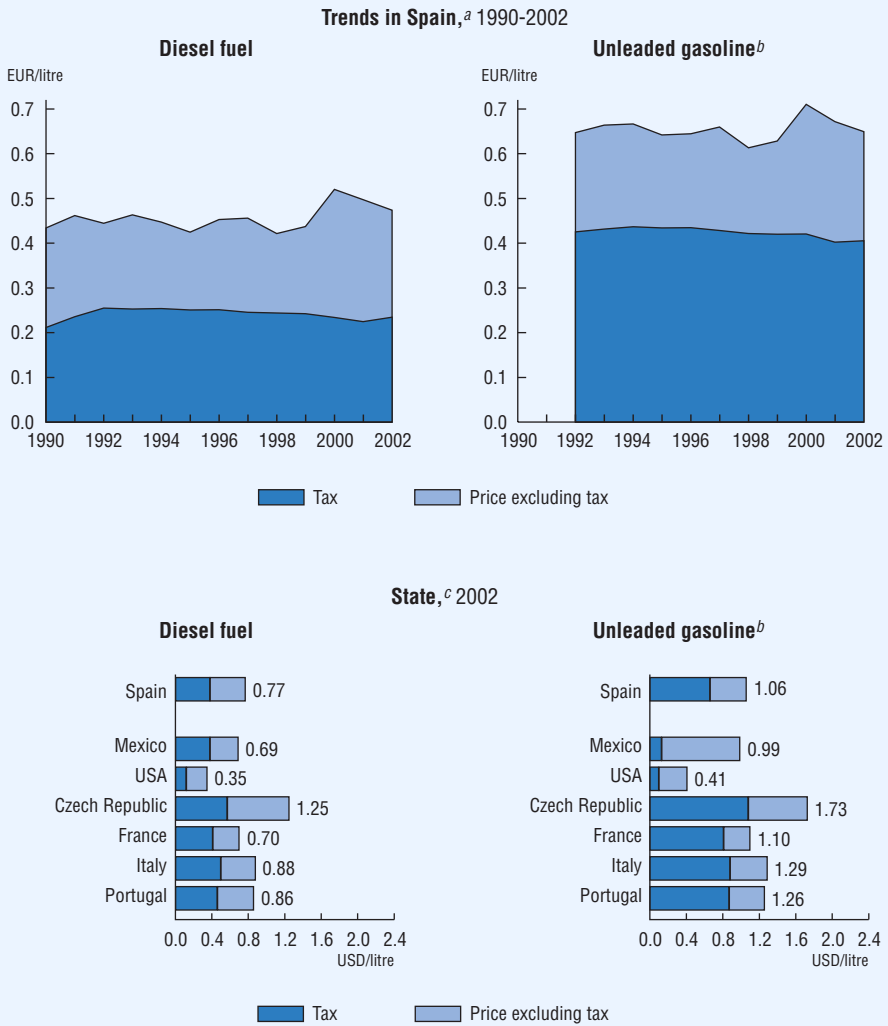 Trends in Spain,a 1990-2002
Diesel fuel
EUR/litre
0.7
0.6
0.5
0.4
0.3
0.2
0.1
0.0
1990 1992 1994 1996 1998 2000 2002
Unleaded gasolineb
EUR/litre
0.7
0.6
0.5
0.4
0.3
0.2
0.1
0.0
1990 1992 1994 1996 1998 2000 2002
Tax Price excluding tax
State,c 2002
Diesel fuel
Spain 0.77
Mexico 0.69
USA 0.35
Czech Republic 1.25
France 0.70
Italy 0.88
Portugal 0.86
0.0 0.4 0.8 1.2 1.6 2.0 2.4
USD/litre
Unleaded gasolineb
Spain 1.06
Mexico 0.99
USA 0.41
Czech Republic 1.73
France 1.10
Italy 1.29
Portugal 1.26
0.0 0.4 0.8 1.2 1.6 2.0 2.4
USD/litre
Tax Price excluding tax